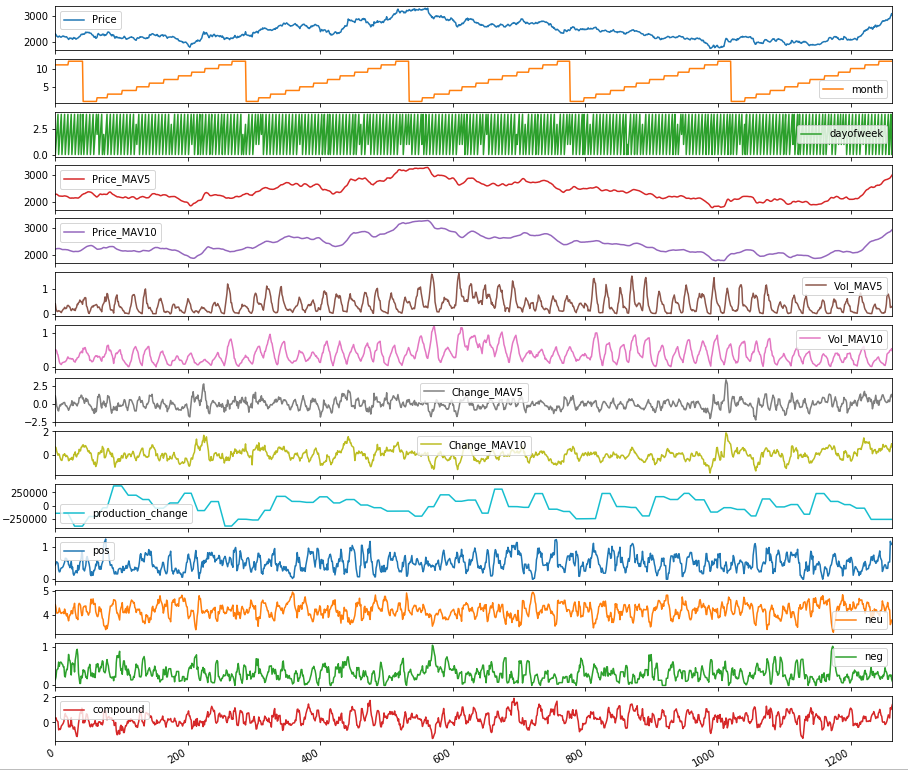 3000
2000
Price
10
5
month
2.5
0.0
dayofweek
3000
2000
Price_MAV5
3000
2000
Price_MAV10
1
0
Vol_MAV5
1
0
Vol_MAV10
2.5
0.0
−2.5
Change_MAV5
2
0
Change_MAV10
250000
−250000
production_change
1
0
pos
5
4
neu
1
0
neg
2
0
compound
0 200 400 600 800 1000 1200